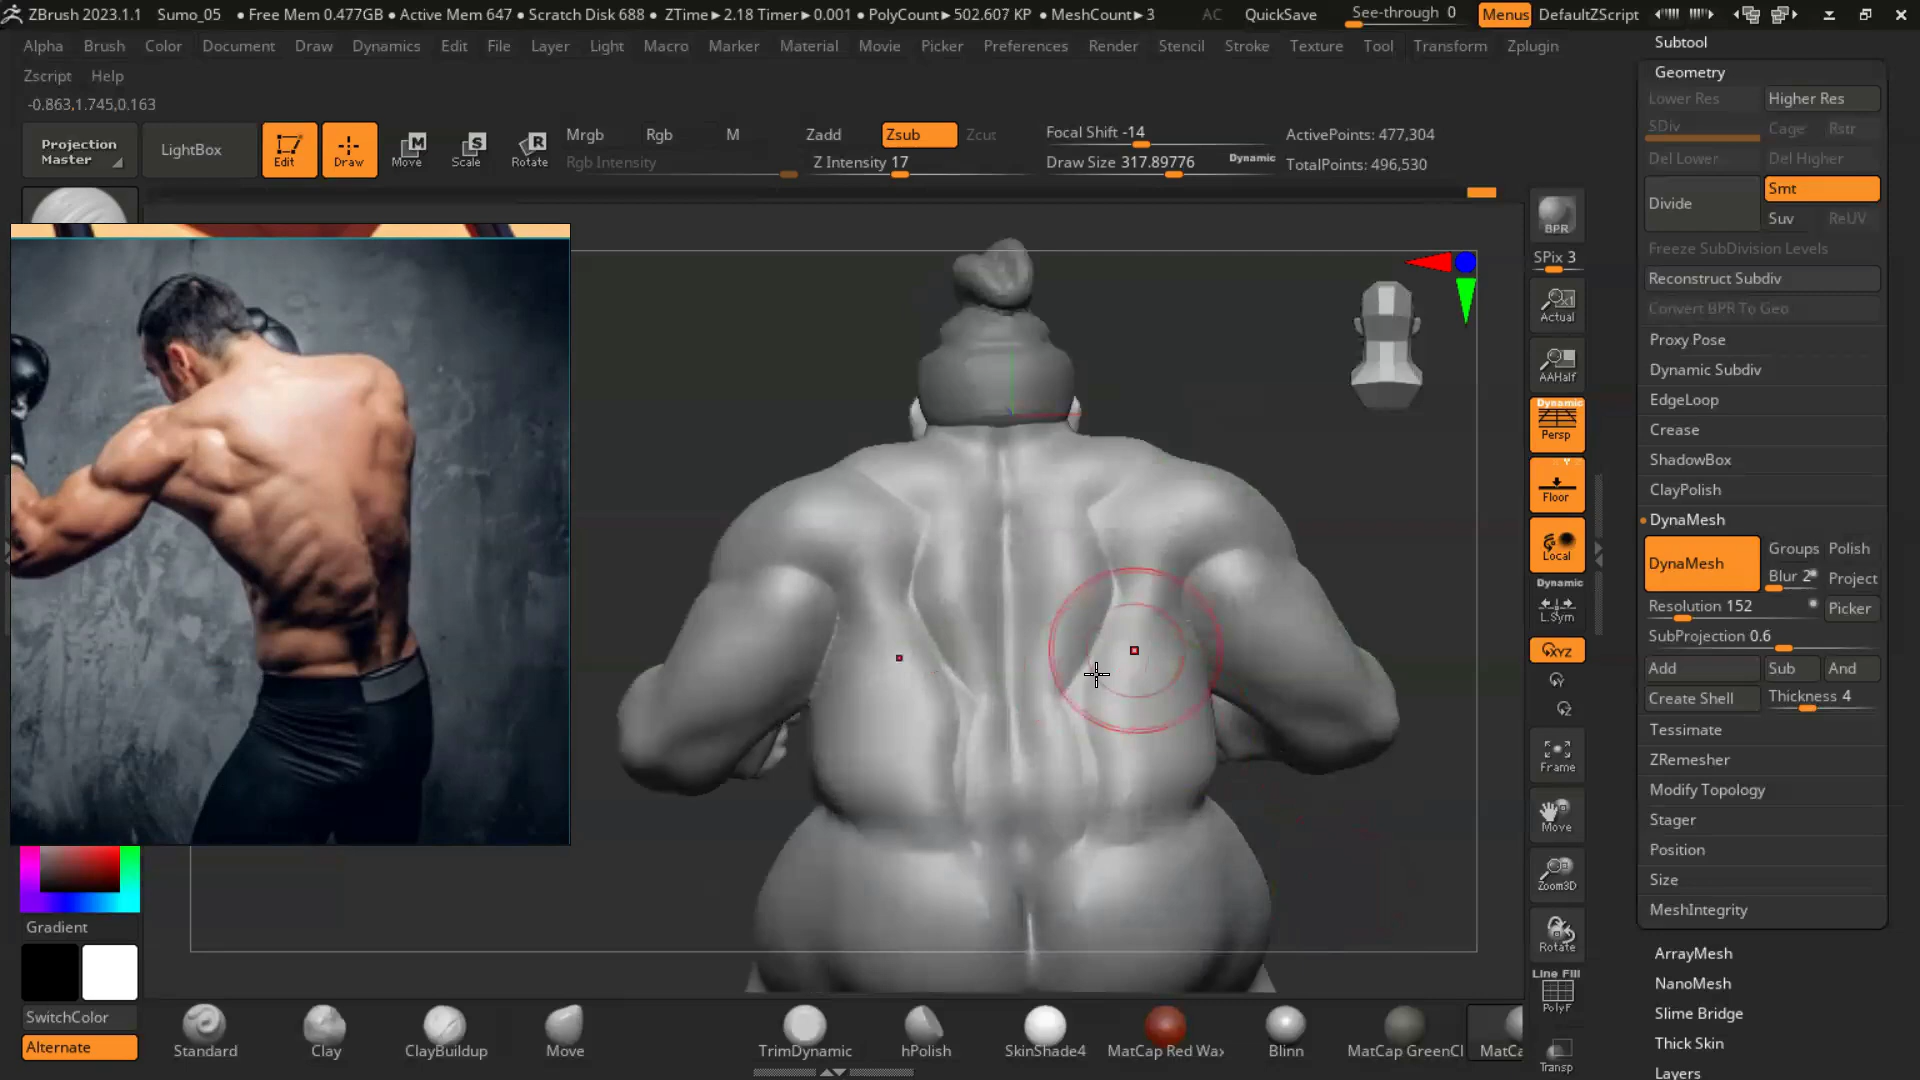 ZBrush 2023.1.1 Sumo_05 • Free Mem 0.477GB • Active Mem 647 • Scratch Disk 688 • ZTime▸2.18 Timer▸0.001 • PolyCount▸502.607 KP • MeshCount▸3 AC QuickSave See-through 0 Menus DefaultZScript
Alpha Brush Color Document Draw Dynamics Edit File Layer Light Macro Marker Material Movie Picker Preferences Render Stencil Stroke Texture Tool Transform Zplugin
Zscript Help
-0.863,1.745,0.163
Projection Master
LightBox
Edit
Draw
Move
Scale
Rotate
Mrgb Rgb M
Rgb Intensity
Zadd Zsub Zcut
Z Intensity 17
Focal Shift -14
Draw Size 317.89776 Dynamic
ActivePoints: 477,304
TotalPoints: 496,530
BPR
SPix 3
Actual
AAHalf
Dynamic
Persp
Floor
Local
Dynamic
L.Sym
XYZ
Y
Z
Frame
Move
Zoom3D
Rotate
Line Fill
PolyF
Transp
Subtool
Geometry
Lower Res Higher Res
SDiv Cage Rstr
Del Lower Del Higher
Divide Smt
Suv ReUV
Freeze SubDivision Levels
Reconstruct Subdiv
Convert BPR To Geo
Proxy Pose
Dynamic Subdiv
EdgeLoop
Crease
ShadowBox
ClayPolish
DynaMesh
DynaMesh Groups Polish
Blur 2 Project
Resolution 152 Picker
SubProjection 0.6
Add Sub And
Create Shell Thickness 4
Tessimate
ZRemesher
Modify Topology
Stager
Position
Size
MeshIntegrity
ArrayMesh
NanoMesh
Slime Bridge
Thick Skin
Layers
Gradient
SwitchColor
Alternate
Standard Clay ClayBuildup Move TrimDynamic hPolish SkinShade4 MatCap Red Wax Blinn MatCap GreenCl MatCa